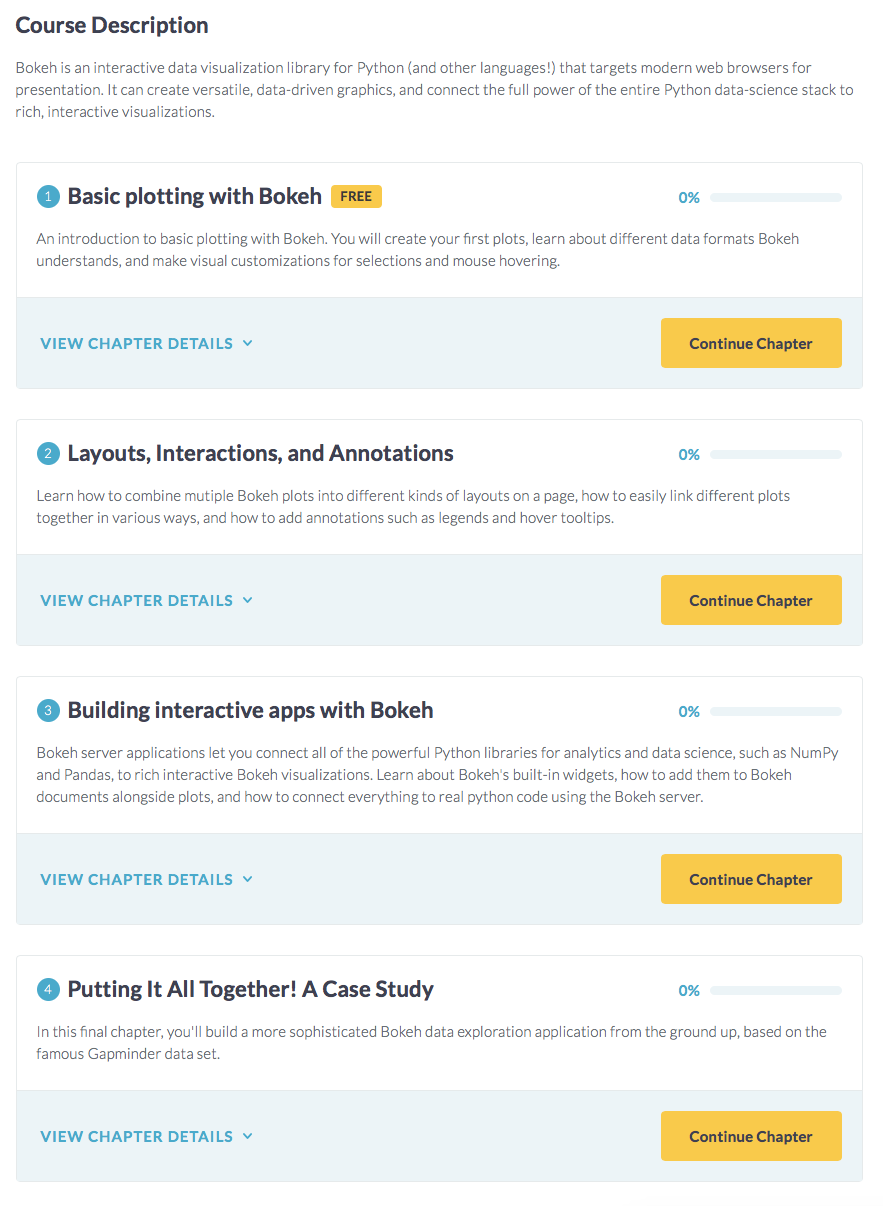 Course Description
Bokeh is an interactive data visualization library for Python (and other languages!) that targets modern web browsers for
presentation. It can create versatile, data-driven graphics, and connect the full power of the entire Python data-science stack to
rich, interactive visualizations.
1 Basic plotting with Bokeh FREE 0%
An introduction to basic plotting with Bokeh. You will create your first plots, learn about different data formats Bokeh
understands, and make visual customizations for selections and mouse hovering.
VIEW CHAPTER DETAILS Continue Chapter
2 Layouts, Interactions, and Annotations 0%
Learn how to combine mutiple Bokeh plots into different kinds of layouts on a page, how to easily link different plots
together in various ways, and how to add annotations such as legends and hover tooltips.
VIEW CHAPTER DETAILS Continue Chapter
3 Building interactive apps with Bokeh 0%
Bokeh server applications let you connect all of the powerful Python libraries for analytics and data science, such as NumPy
and Pandas, to rich interactive Bokeh visualizations. Learn about Bokeh's built-in widgets, how to add them to Bokeh
documents alongside plots, and how to connect everything to real python code using the Bokeh server.
VIEW CHAPTER DETAILS Continue Chapter
4 Putting It All Together! A Case Study 0%
In this final chapter, you'll build a more sophisticated Bokeh data exploration application from the ground up, based on the
famous Gapminder data set.
VIEW CHAPTER DETAILS Continue Chapter